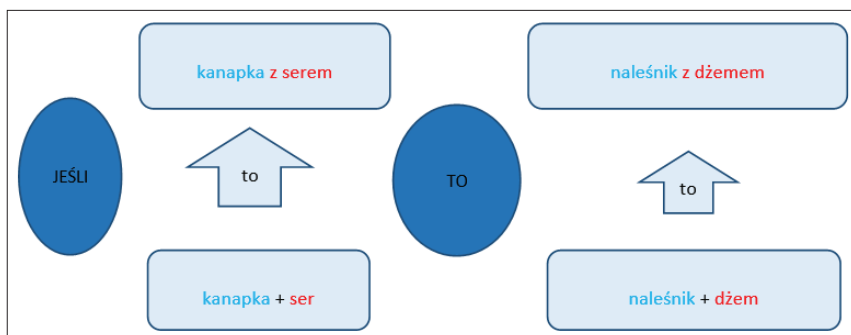 kanapka z serem
naleśnik z dżemem
JEŚLI
to
TO
to
kanapka + ser
naleśnik + dżem